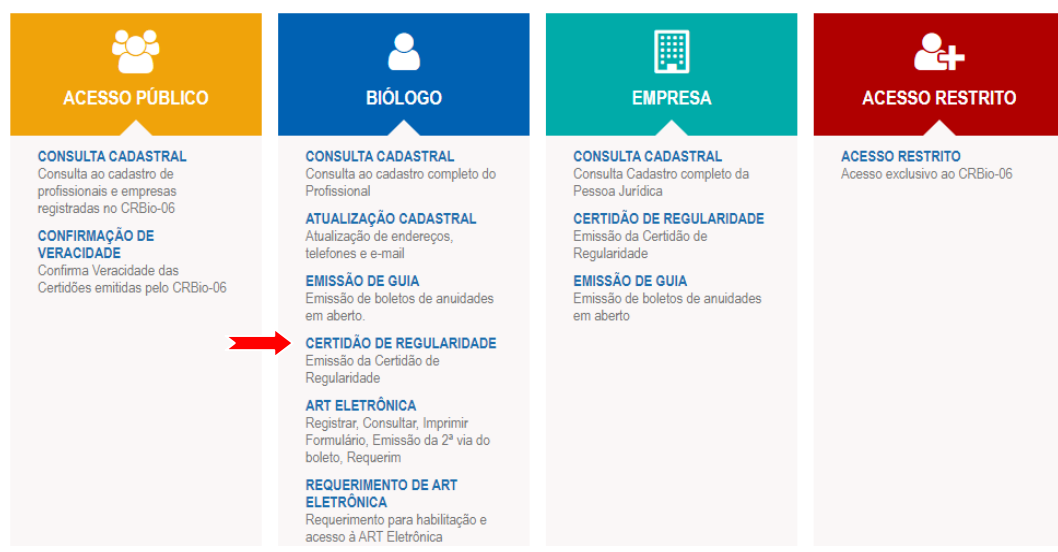 ACESSO PÚBLICO
CONSULTA CADASTRAL
Consulta ao cadastro de
profissionais e empresas
registradas no CRBio-06
CONFIRMAÇÃO DE
VERACIDADE
Confirma Veracidade das
Certidões emitidas pelo CRBio-06
BIÓLOGO
CONSULTA CADASTRAL
Consulta ao cadastro completo do
Profissional
ATUALIZAÇÃO CADASTRAL
Atualização de endereços,
telefones e e-mail
EMISSÃO DE GUIA
Emissão de boletos de anuidades
em aberto.
CERTIDÃO DE REGULARIDADE
Emissão da Certidão de
Regularidade
ART ELETRÔNICA
Registrar, Consultar, Imprimir
Formulário, Emissão da 2ª via do
boleto, Requerim
REQUERIMENTO DE ART
ELETRÔNICA
Requerimento para habilitação e
acesso à ART Eletrônica
EMPRESA
CONSULTA CADASTRAL
Consulta Cadastro completo da
Pessoa Jurídica
CERTIDÃO DE REGULARIDADE
Emissão da Certidão de
Regularidade
EMISSÃO DE GUIA
Emissão de boletos de anuidades
em aberto
ACESSO RESTRITO
ACESSO RESTRITO
Acesso exclusivo ao CRBio-06